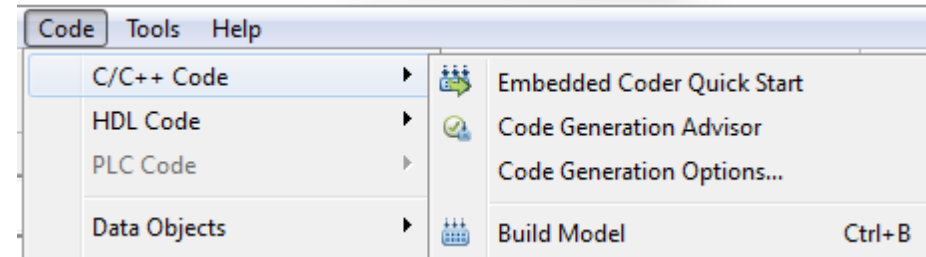 Code Tools Help
C/C++ Code
HDL Code
PLC Code
Data Objects
Embedded Coder Quick Start
Code Generation Advisor
Code Generation Options...
Build Model Ctrl+B